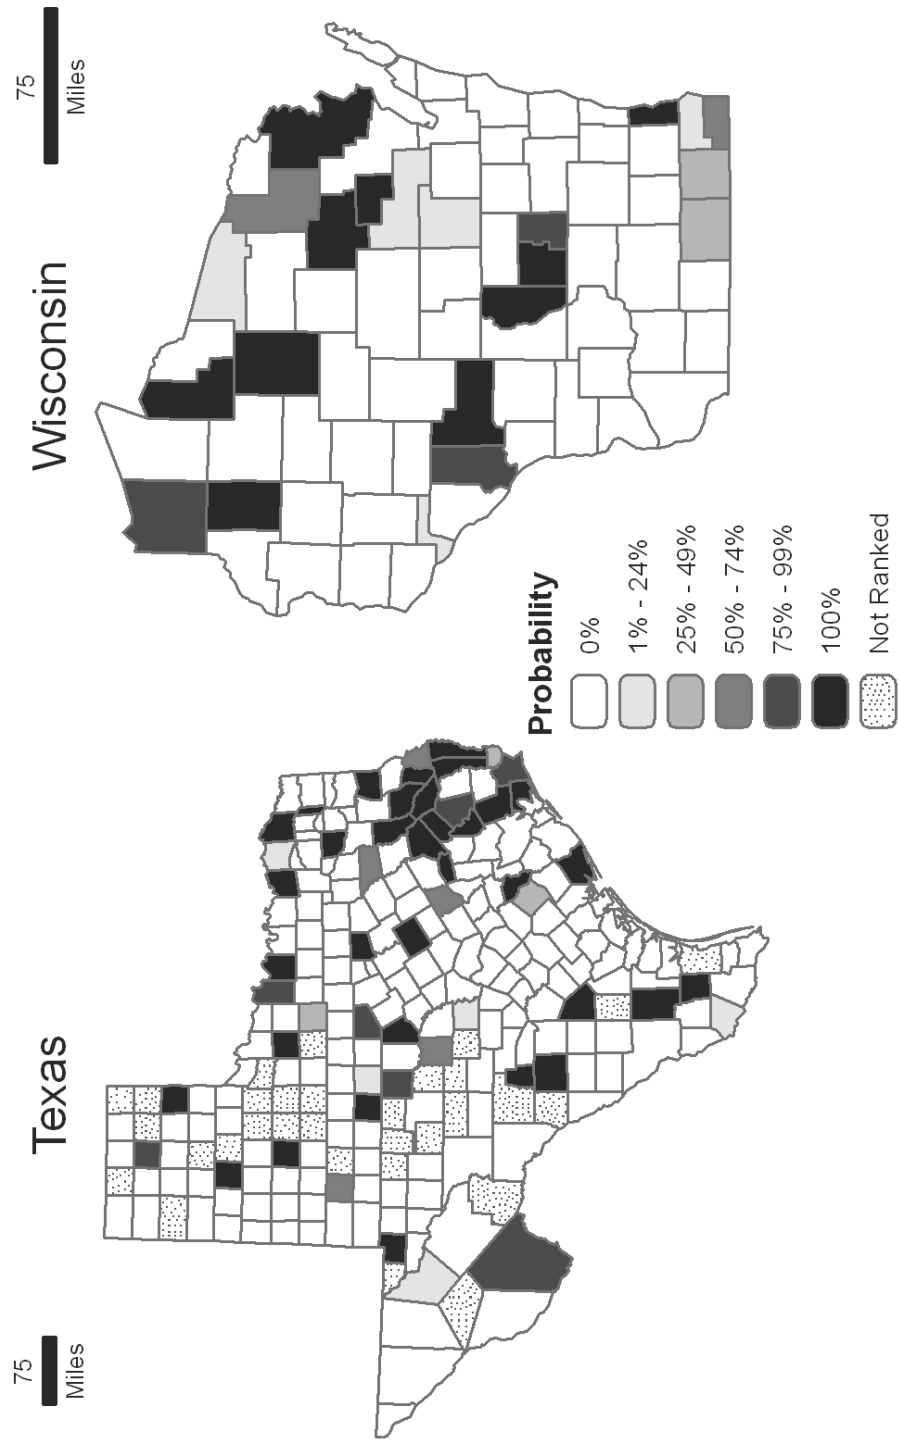 Texas
Wisconsin
75
Miles
75
Miles
Probability
0%
1% - 24%
25% - 49%
50% - 74%
75% - 99%
100%
Not Ranked